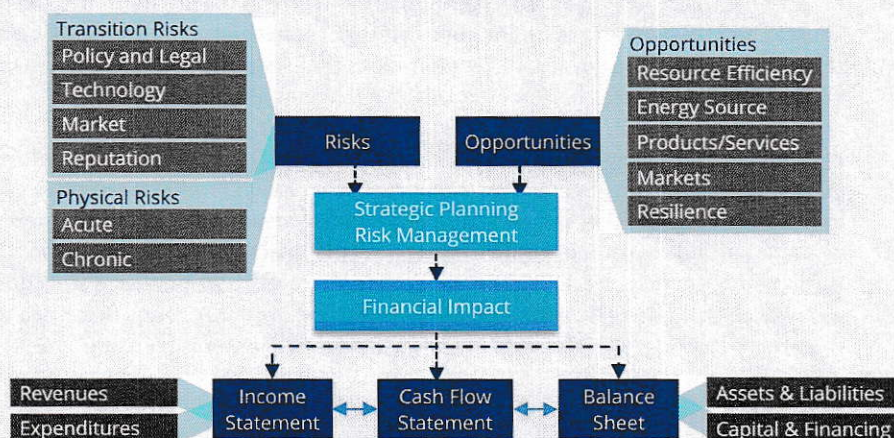 Transition Risks
Policy and Legal
Technology
Market
Reputation
Physical Risks
Acute
Chronic
Risks
Opportunities
Opportunities
Resource Efficiency
Energy Source
Products/Services
Markets
Resilience
Strategic Planning
Risk Management
Financial Impact
Revenues
Expenditures
Income
Statement
Cash Flow
Statement
Balance
Sheet
Assets & Liabilities
Capital & Financing